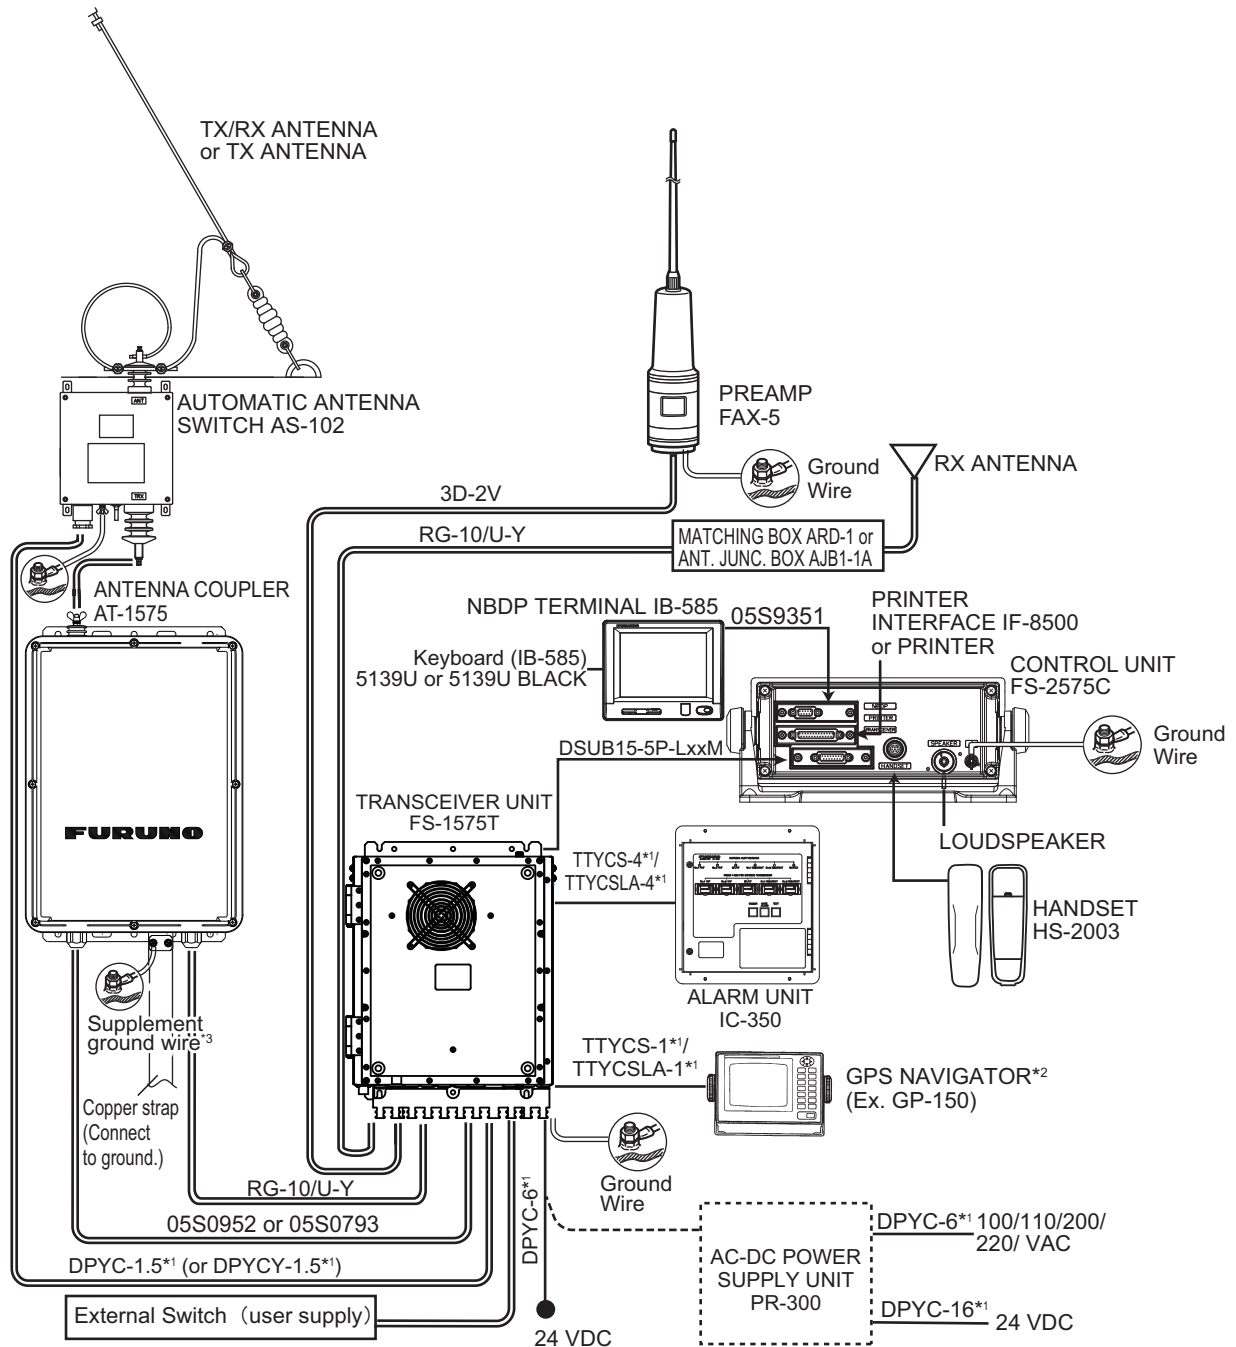 TX/RX ANTENNA
or TX ANTENNA
ANT
AUTOMATIC ANTENNA
SWITCH AS-102
TRX
PREAMP
FAX-5
Ground
Wire
RX ANTENNA
3D-2V
RG-10/U-Y
MATCHING BOX ARD-1 or
ANT. JUNC. BOX AJB1-1A
ANTENNA COUPLER
AT-1575
NBDP TERMINAL IB-585
05S9351
PRINTER
INTERFACE IF-8500
or PRINTER
Keyboard (IB-585)
5139U or 5139U BLACK
CONTROL UNIT
FS-2575C
NBDP
PRINTER
TRANSCEIVER
SPEAKER
HANDSET
Ground
Wire
DSUB15-5P-LxxM
TRANSCEIVER UNIT
FS-1575T
FURUNO
LOUDSPEAKER
TTYCS-4*1/
TTYCSLA-4*1
HANDSET
HS-2003
ALARM UNIT
IC-350
Supplement
ground wire*3
TTYCS-1*1/
TTYCSLA-1*1
GPS NAVIGATOR*2
(Ex. GP-150)
Copper strap
(Connect
to ground.)
Ground
Wire
RG-10/U-Y
05S0952 or 05S0793
DPYC-6*1
DPYC-1.5*1 (or DPYCY-1.5*1)
AC-DC POWER
SUPPLY UNIT
PR-300
DPYC-6*1 100/110/200/
220/ VAC
DPYC-16*1 24 VDC
External Switch（user supply）
24 VDC